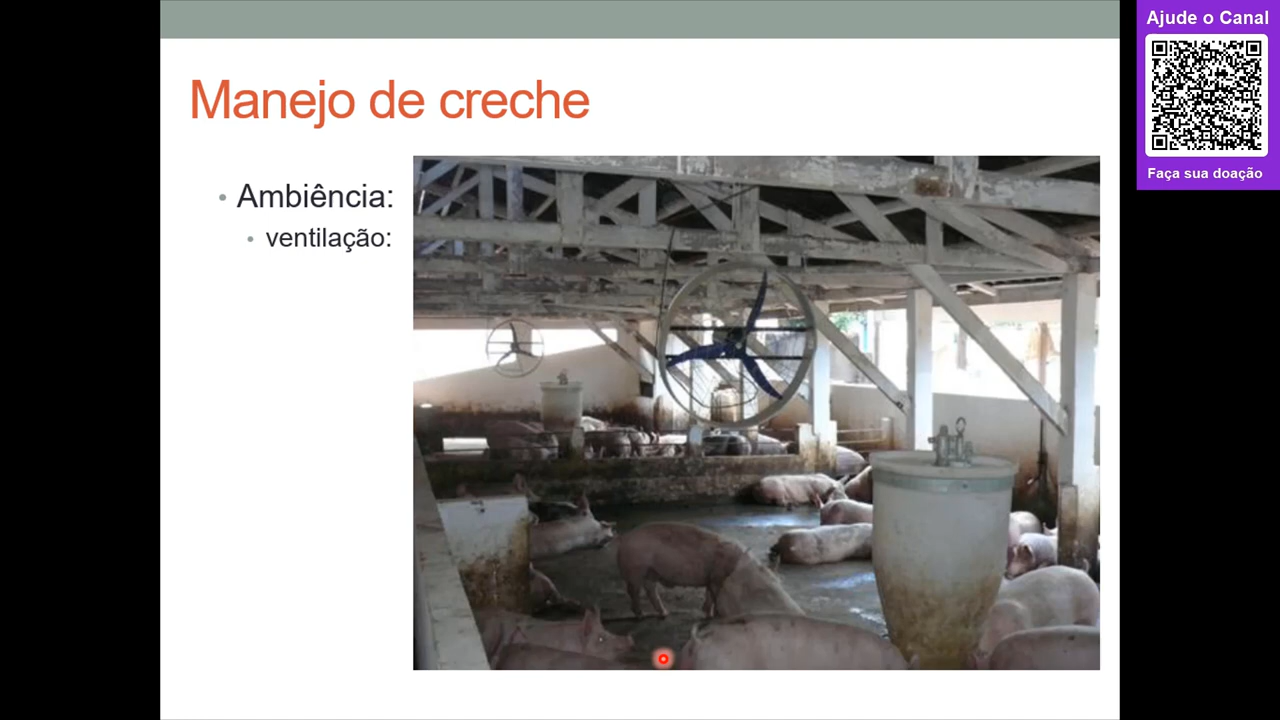 Manejo de creche
• Ambiência:
• ventilação:
Ajude o Canal
Faça sua doação